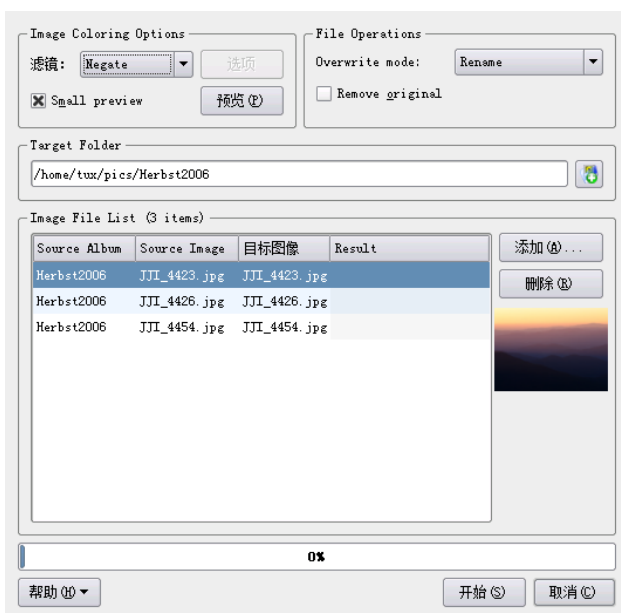 Image Coloring Options
滤镜: Negate 选项
Small preview 预览(P)
File Operations
Overwrite mode: Rename
Remove original
Target Folder
/home/tux/pics/Herbst2006
Image File List (3 items)
Source Album Source Image 目标图像 Result
Herbst2006 JJI_4423.jpg JJI_4423.jpg
Herbst2006 JJI_4426.jpg JJI_4426.jpg
Herbst2006 JJI_4454.jpg JJI_4454.jpg
添加(A)...
删除(R)
0%
帮助(H) 开始(S) 取消(C)